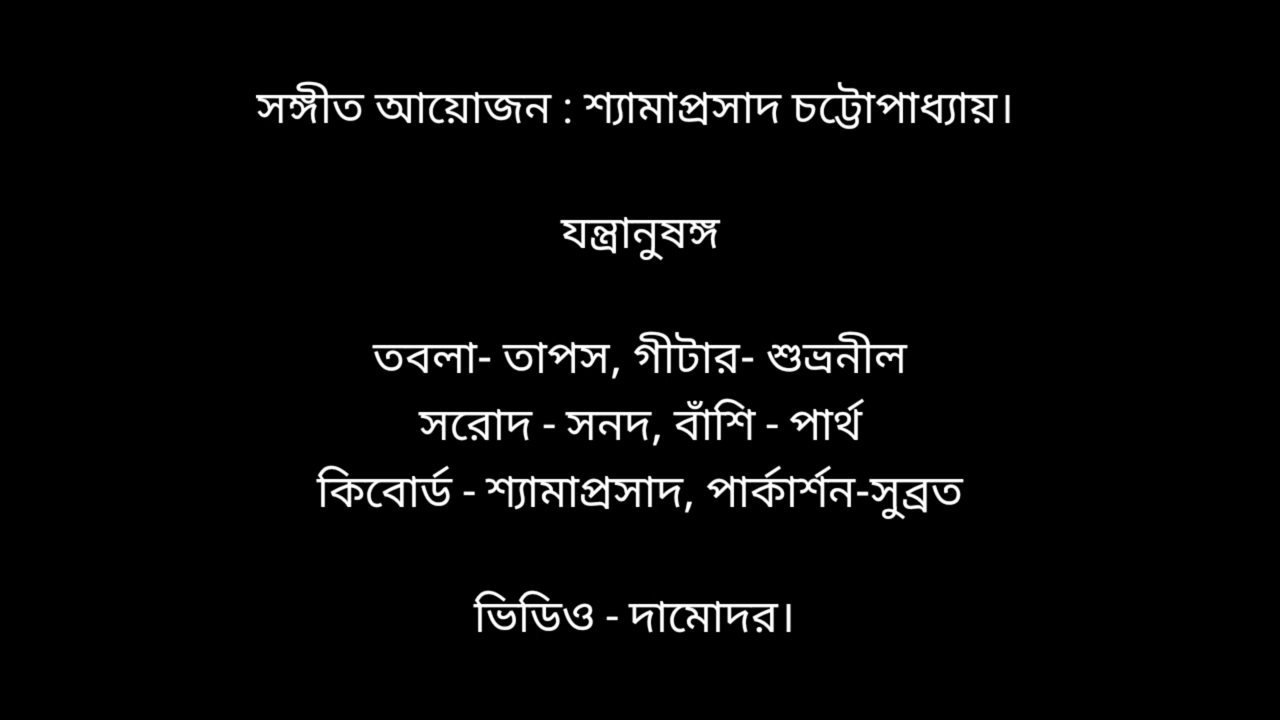 সঙ্গীত আয়োজন : শ্যামাপ্রসাদ চট্টোপাধ্যায়।
যন্ত্রানুষঙ্গ
তবলা- তাপস, গীটার- শুভ্রনীল
সরোদ - সনদ, বাঁশি - পার্থ
কিবোর্ড - শ্যামাপ্রসাদ, পার্কার্শন-সুব্রত
ভিডিও - দামোদর।